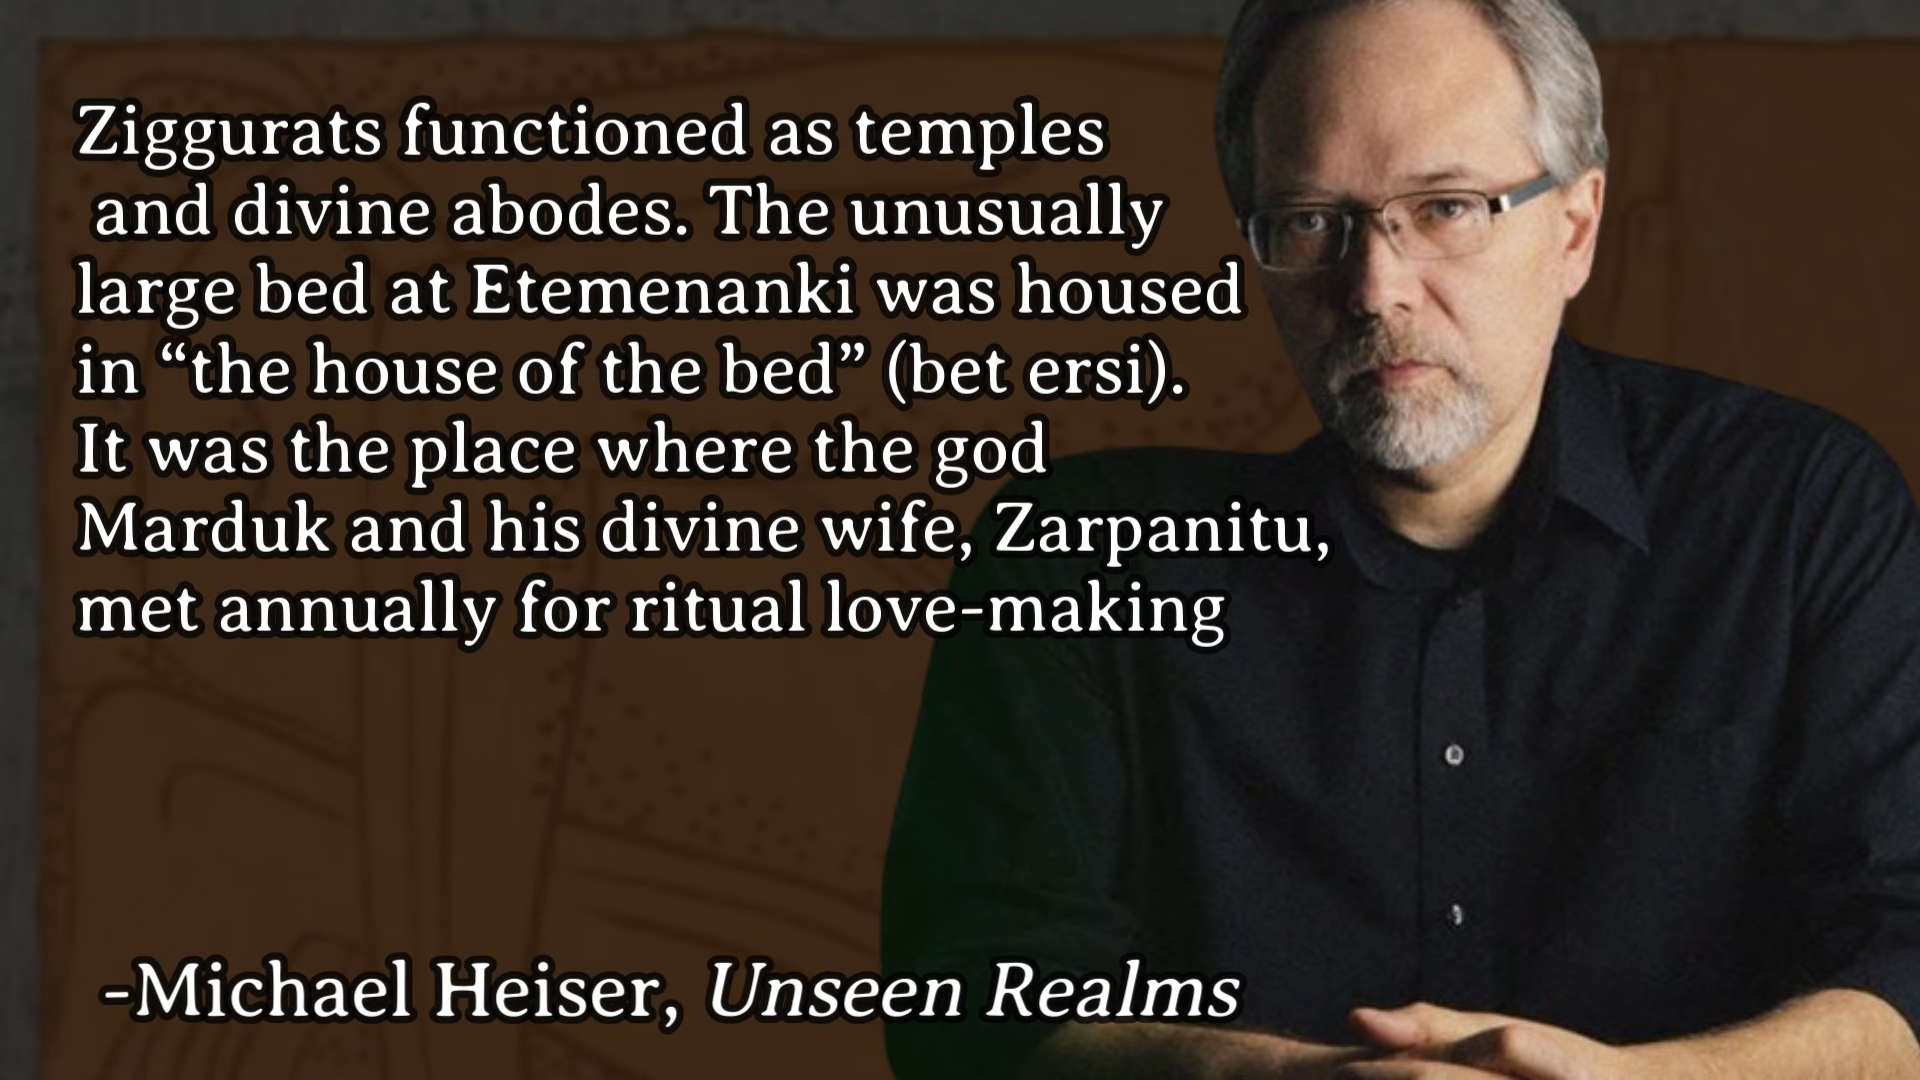 Ziggurats functioned as temples
and divine abodes. The unusually
large bed at Etemenanki was housed
in “the house of the bed” (bet ersi).
It was the place where the god
Marduk and his divine wife, Zarpanitu,
met annually for ritual love-making
-Michael Heiser, Unseen Realms